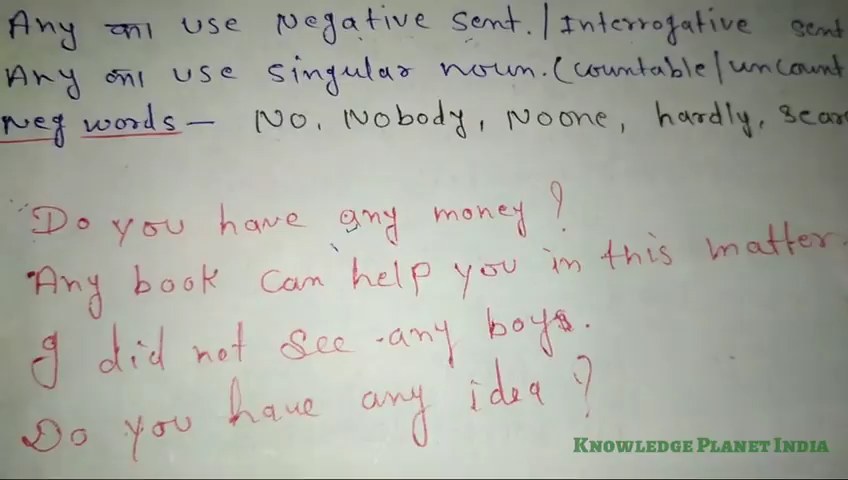 Any का use Negative sent. / Interrogative sent
Any का use singular noun. (countable / uncount
Neg words - No, Nobody, Noone, hardly, scar
Do you have any money?
Any book can help you in this matter.
I did not see any boys.
Do you have any idea?
KNOWLEDGE PLANET INDIA